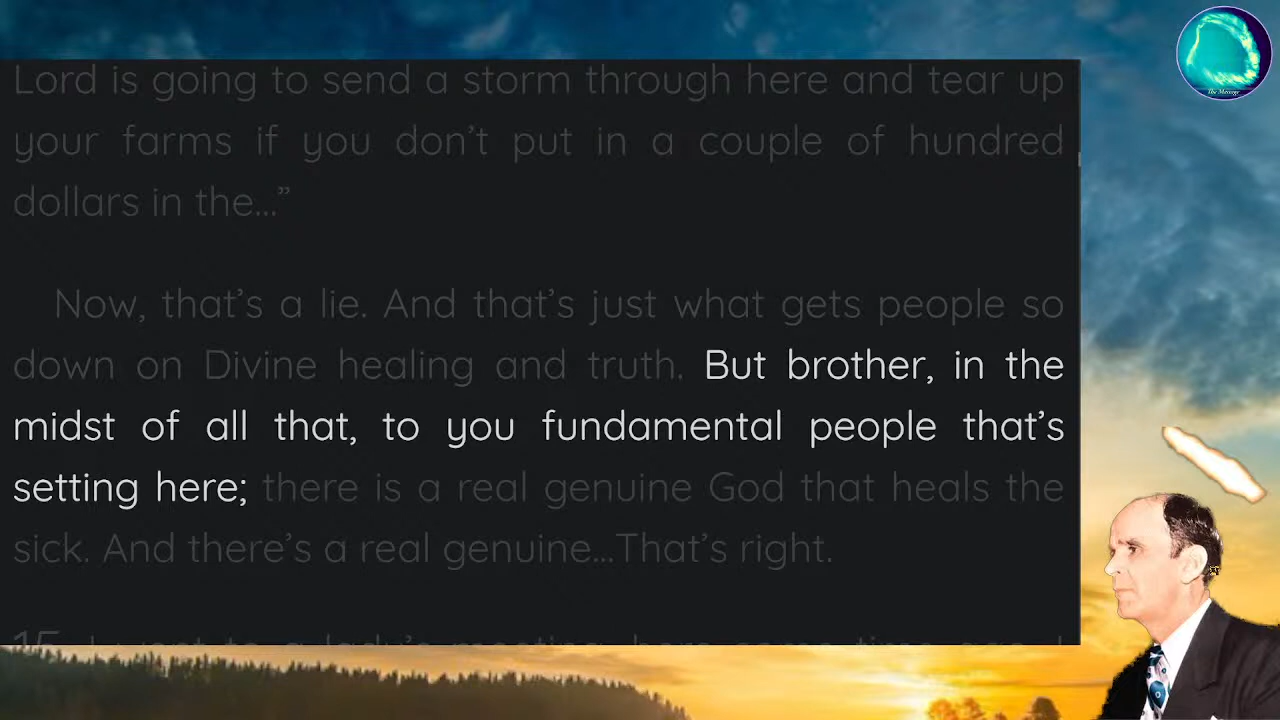 Lord is going to send a storm through here and tear up
your farms if you don’t put in a couple of hundred
dollars in the...”
Now, that’s a lie. And that’s just what gets people so
down on Divine healing and truth. But brother, in the
midst of all that, to you fundamental people that’s
setting here; there is a real genuine God that heals the
sick. And there’s a real genuine...That’s right.
The Message